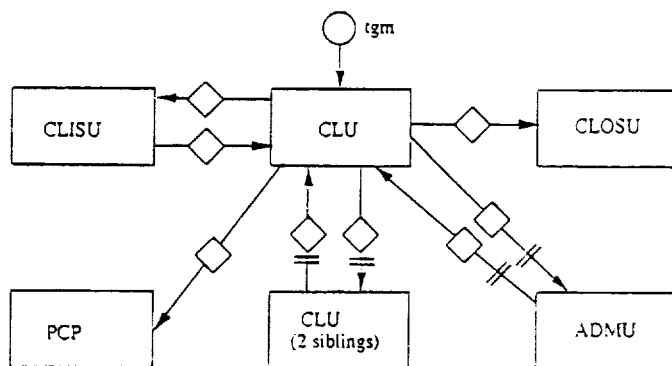 tgm
CLISU
CLU
CLOSU
PCP
CLU
(2 siblings)
ADMU